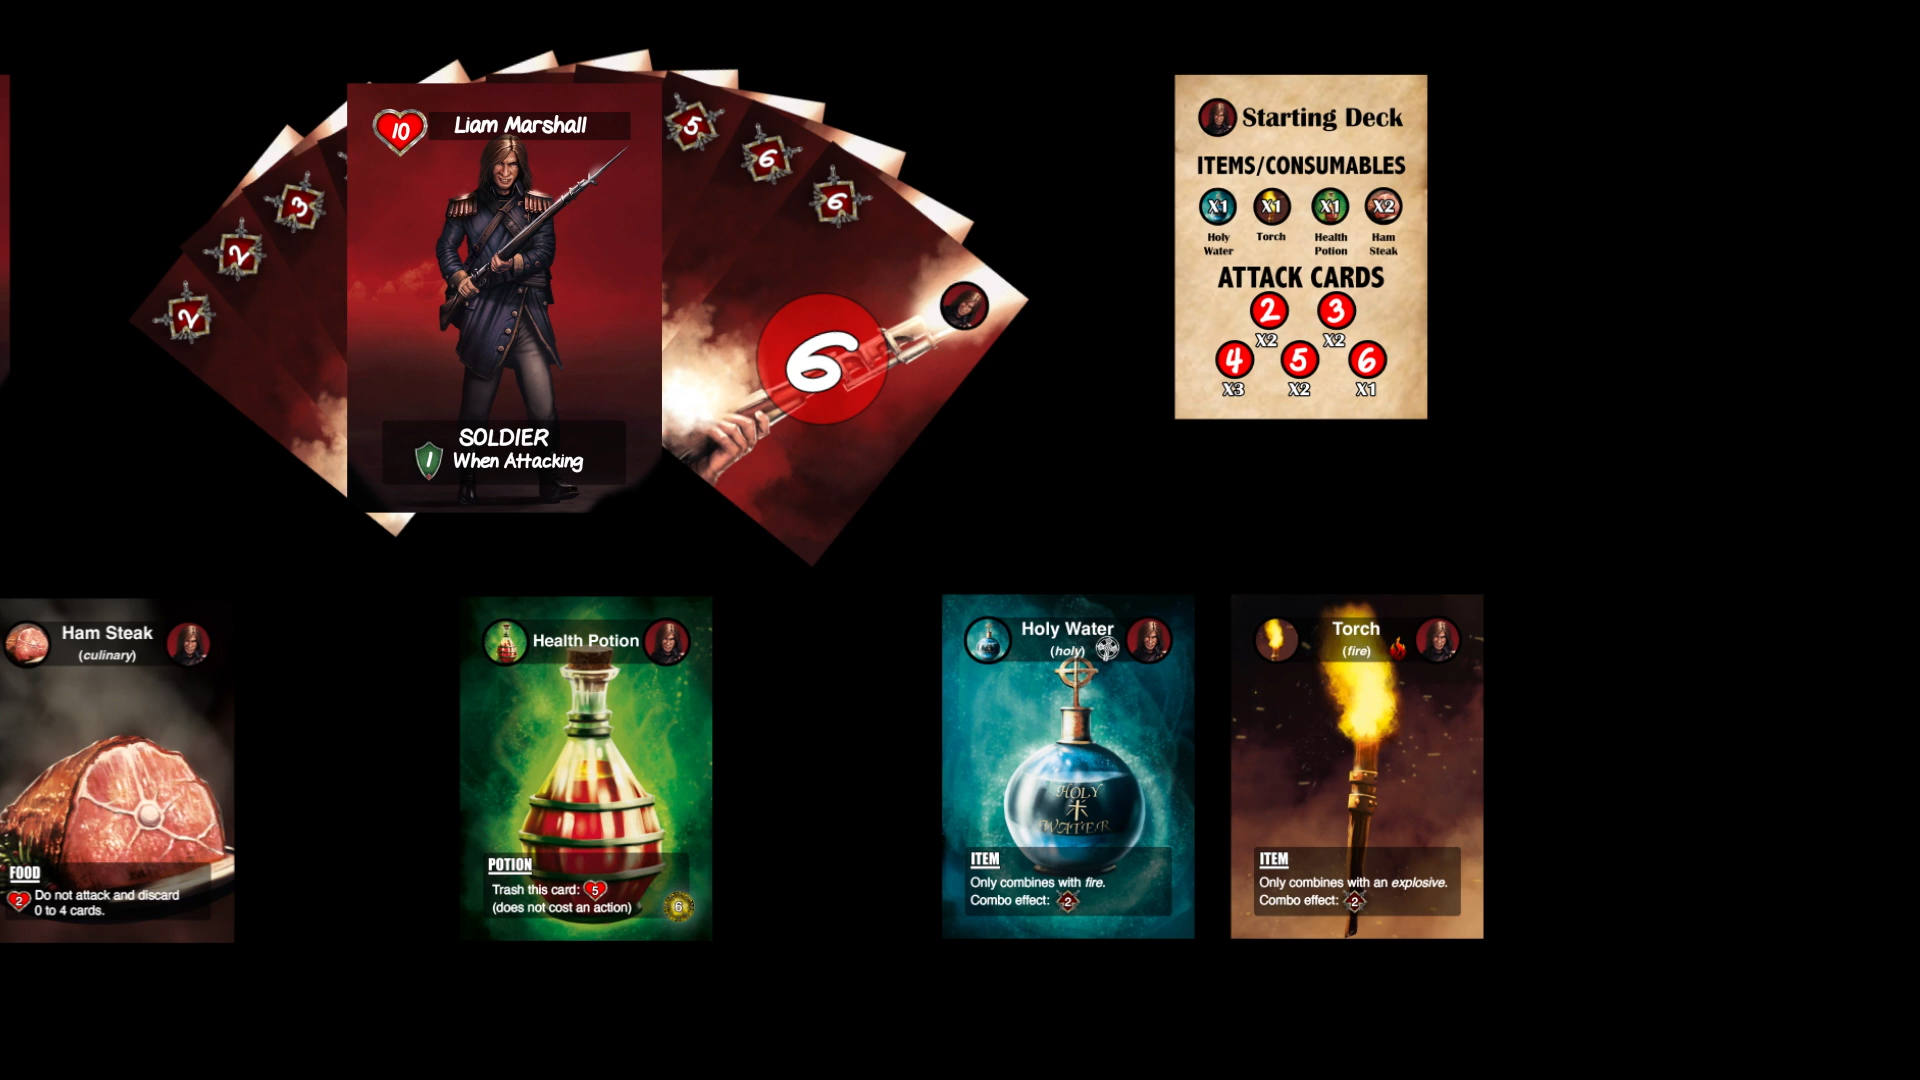 10
Liam Marshall
SOLDIER
1 When Attacking
2
2
3
5
6
6
6
Starting Deck
ITEMS/CONSUMABLES
X1 X1 X1 X2
Holy Water
Torch
Health Potion
Ham Steak
ATTACK CARDS
2 3
X2 X2
4 5 6
X3 X2 X1
Ham Steak
(culinary)
FOOD
2 Do not attack and discard
0 to 4 cards.
Health Potion
POTION
Trash this card: 5
(does not cost an action) 6
Holy Water
(holy)
HOLY
WATER
ITEM
Only combines with fire.
Combo effect: 2
Torch
(fire)
ITEM
Only combines with an explosive.
Combo effect: 2